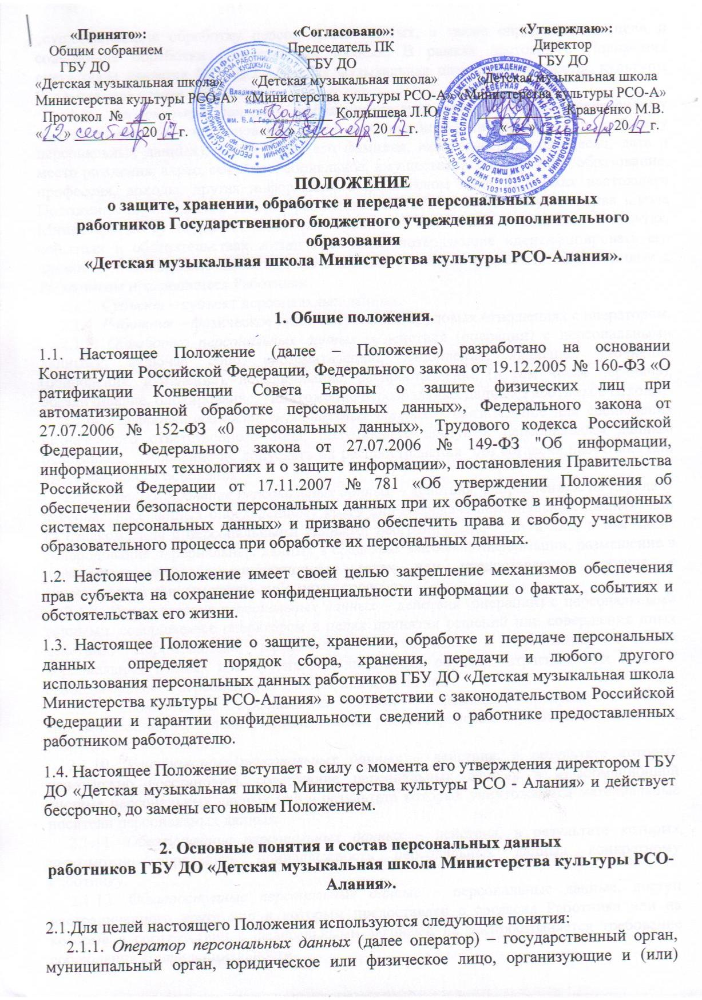 «Принято»:
Общим собранием
ГБУ ДО
«Детская музыкальная школа»
Министерства культуры РСО-А»
Протокол № 1 от
«22» сентября 2017г.
«Согласовано»:
Председатель ПК
ГБУ ДО
«Детская музыкальная школа»
«Министерства культуры РСО-А»
Колдышева Л.Ю.
«12» сентября 2017г.
«Утверждаю»:
Директор
ГБУ ДО
«Детская музыкальная школа
«Министерства культуры РСО-А»
Кравченко М.В.
сентября 2017г.
ПОЛОЖЕНИЕ
о защите, хранении, обработке и передаче персональных данных
работников Государственного бюджетного учреждения дополнительного
образования
«Детская музыкальная школа Министерства культуры РСО-Алания».
1. Общие положения.
1.1. Настоящее Положение (далее – Положение) разработано на основании
Конституции Российской Федерации, Федерального закона от 19.12.2005 № 160-ФЗ «О
ратификации Конвенции Совета Европы о защите физических лиц при
автоматизированной обработке персональных данных», Федерального закона от
27.07.2006 № 152-ФЗ «0 персональных данных», Трудового кодекса Российской
Федерации, Федерального закона от 27.07.2006 № 149-ФЗ "Об информации,
информационных технологиях и о защите информации», постановления Правительства
Российской Федерации от 17.11.2007 № 781 «Об утверждении Положения об
обеспечении безопасности персональных данных при их обработке в информационных
системах персональных данных» и призвано обеспечить права и свободу участников
образовательного процесса при обработке их персональных данных.
1.2. Настоящее Положение имеет своей целью закрепление механизмов обеспечения
прав субъекта на сохранение конфиденциальности информации о фактах, событиях и
обстоятельствах его жизни.
1.3. Настоящее Положение о защите, хранении, обработке и передаче персональных
данных определяет порядок сбора, хранения, передачи и любого другого
использования персональных данных работников ГБУ ДО «Детская музыкальная школа
Министерства культуры РСО-Алания» в соответствии с законодательством Российской
Федерации и гарантии конфиденциальности сведений о работнике предоставленных
работником работодателю.
1.4. Настоящее Положение вступает в силу с момента его утверждения директором ГБУ
ДО «Детская музыкальная школа Министерства культуры РСО - Алания» и действует
бессрочно, до замены его новым Положением.
2. Основные понятия и состав персональных данных
работников ГБУ ДО «Детская музыкальная школа Министерства культуры РСО-
Алания».
2.1.Для целей настоящего Положения используются следующие понятия:
2.1.1. Оператор персональных данных (далее оператор) – государственный орган,
муниципальный орган, юридическое или физическое лицо, организующие и (или)